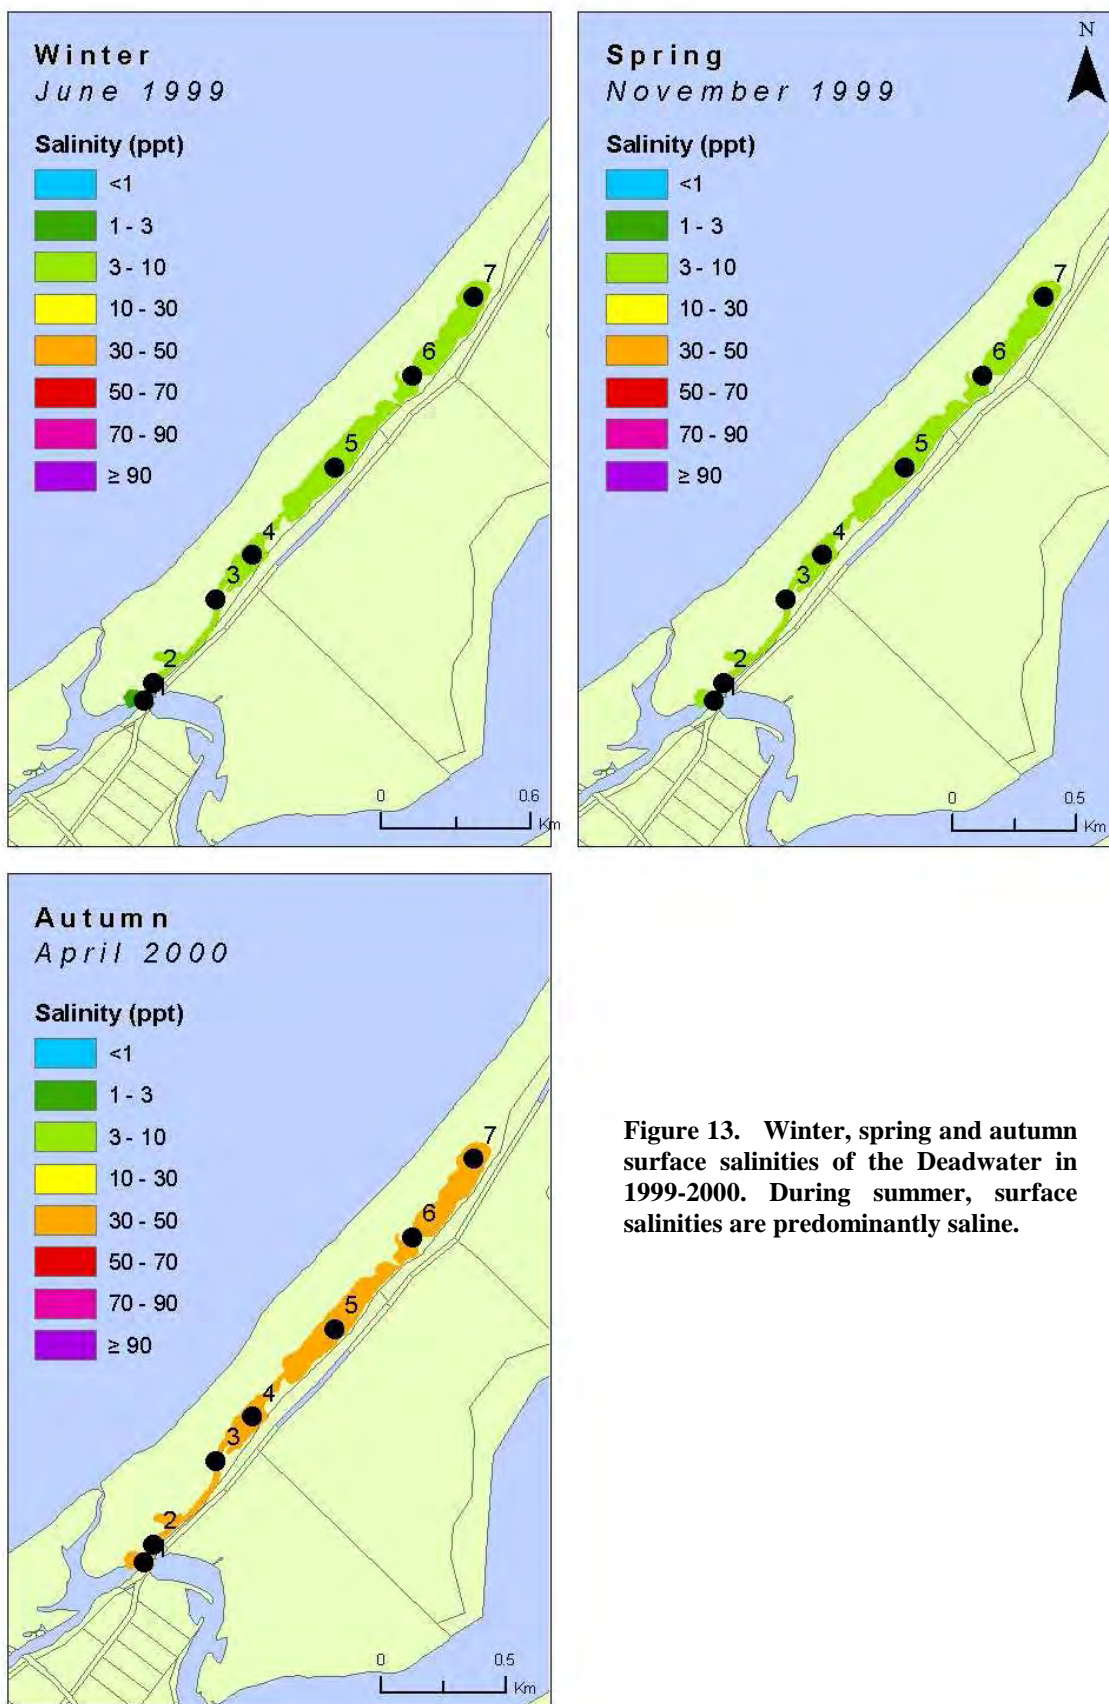 Winter
June 1999
Salinity (ppt)
<1
1 - 3
3 - 10
10 - 30
30 - 50
50 - 70
70 - 90
≥ 90
7
6
5
4
3
2
1
0 0.6
Km
Spring
November 1999
N
Salinity (ppt)
<1
1 - 3
3 - 10
10 - 30
30 - 50
50 - 70
70 - 90
≥ 90
7
6
5
4
3
2
1
0 0.5
Km
Autumn
April 2000
Salinity (ppt)
<1
1 - 3
3 - 10
10 - 30
30 - 50
50 - 70
70 - 90
≥ 90
7
6
5
4
3
2
1
0 0.5
Km
Figure 13. Winter, spring and autumn
surface salinities of the Deadwater in
1999-2000. During summer, surface
salinities are predominantly saline.